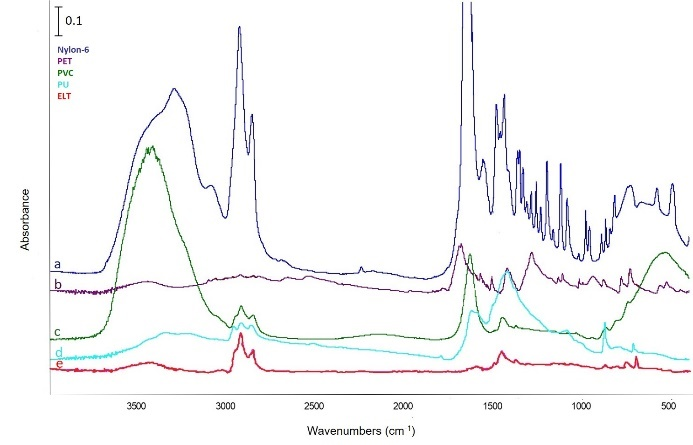 0.1
Nylon-6
PET
PVC
PU
ELT
Absorbance
a
b
c
d
e
3500 3000 2500 2000 1500 1000 500
Wavenumbers (cm⁻¹)